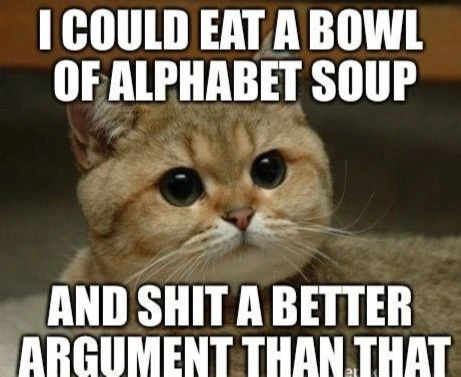 I COULD EAT A BOWL
OF ALPHABET SOUP
AND SHIT A BETTER
ARGUMENT THAN THAT